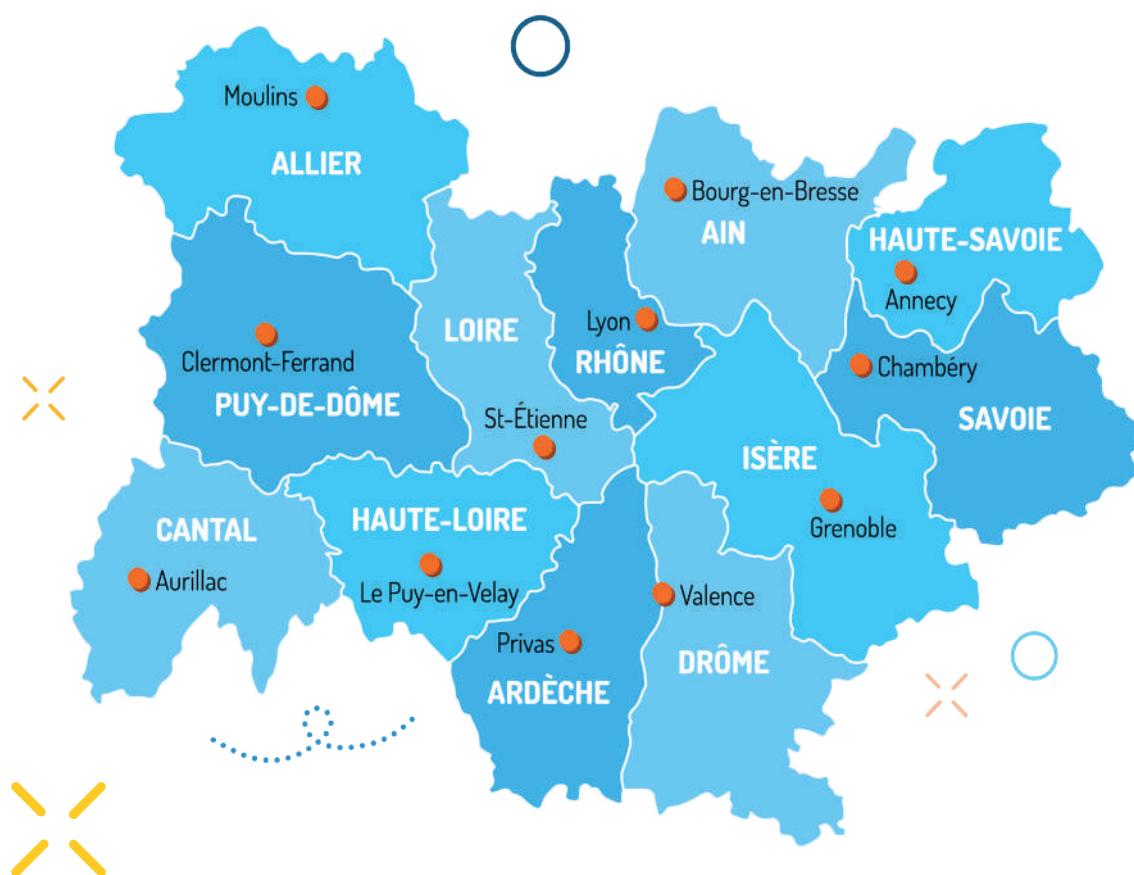 Moulins
ALLIER
Bourg-en-Bresse
AIN
HAUTE-SAVOIE
Annecy
LOIRE
Lyon
RHÔNE
Clermont-Ferrand
PUY-DE-DÔME
Chambéry
SAVOIE
St-Étienne
ISÈRE
Grenoble
CANTAL
Aurillac
HAUTE-LOIRE
Le Puy-en-Velay
Valence
DRÔME
Privas
ARDÈCHE